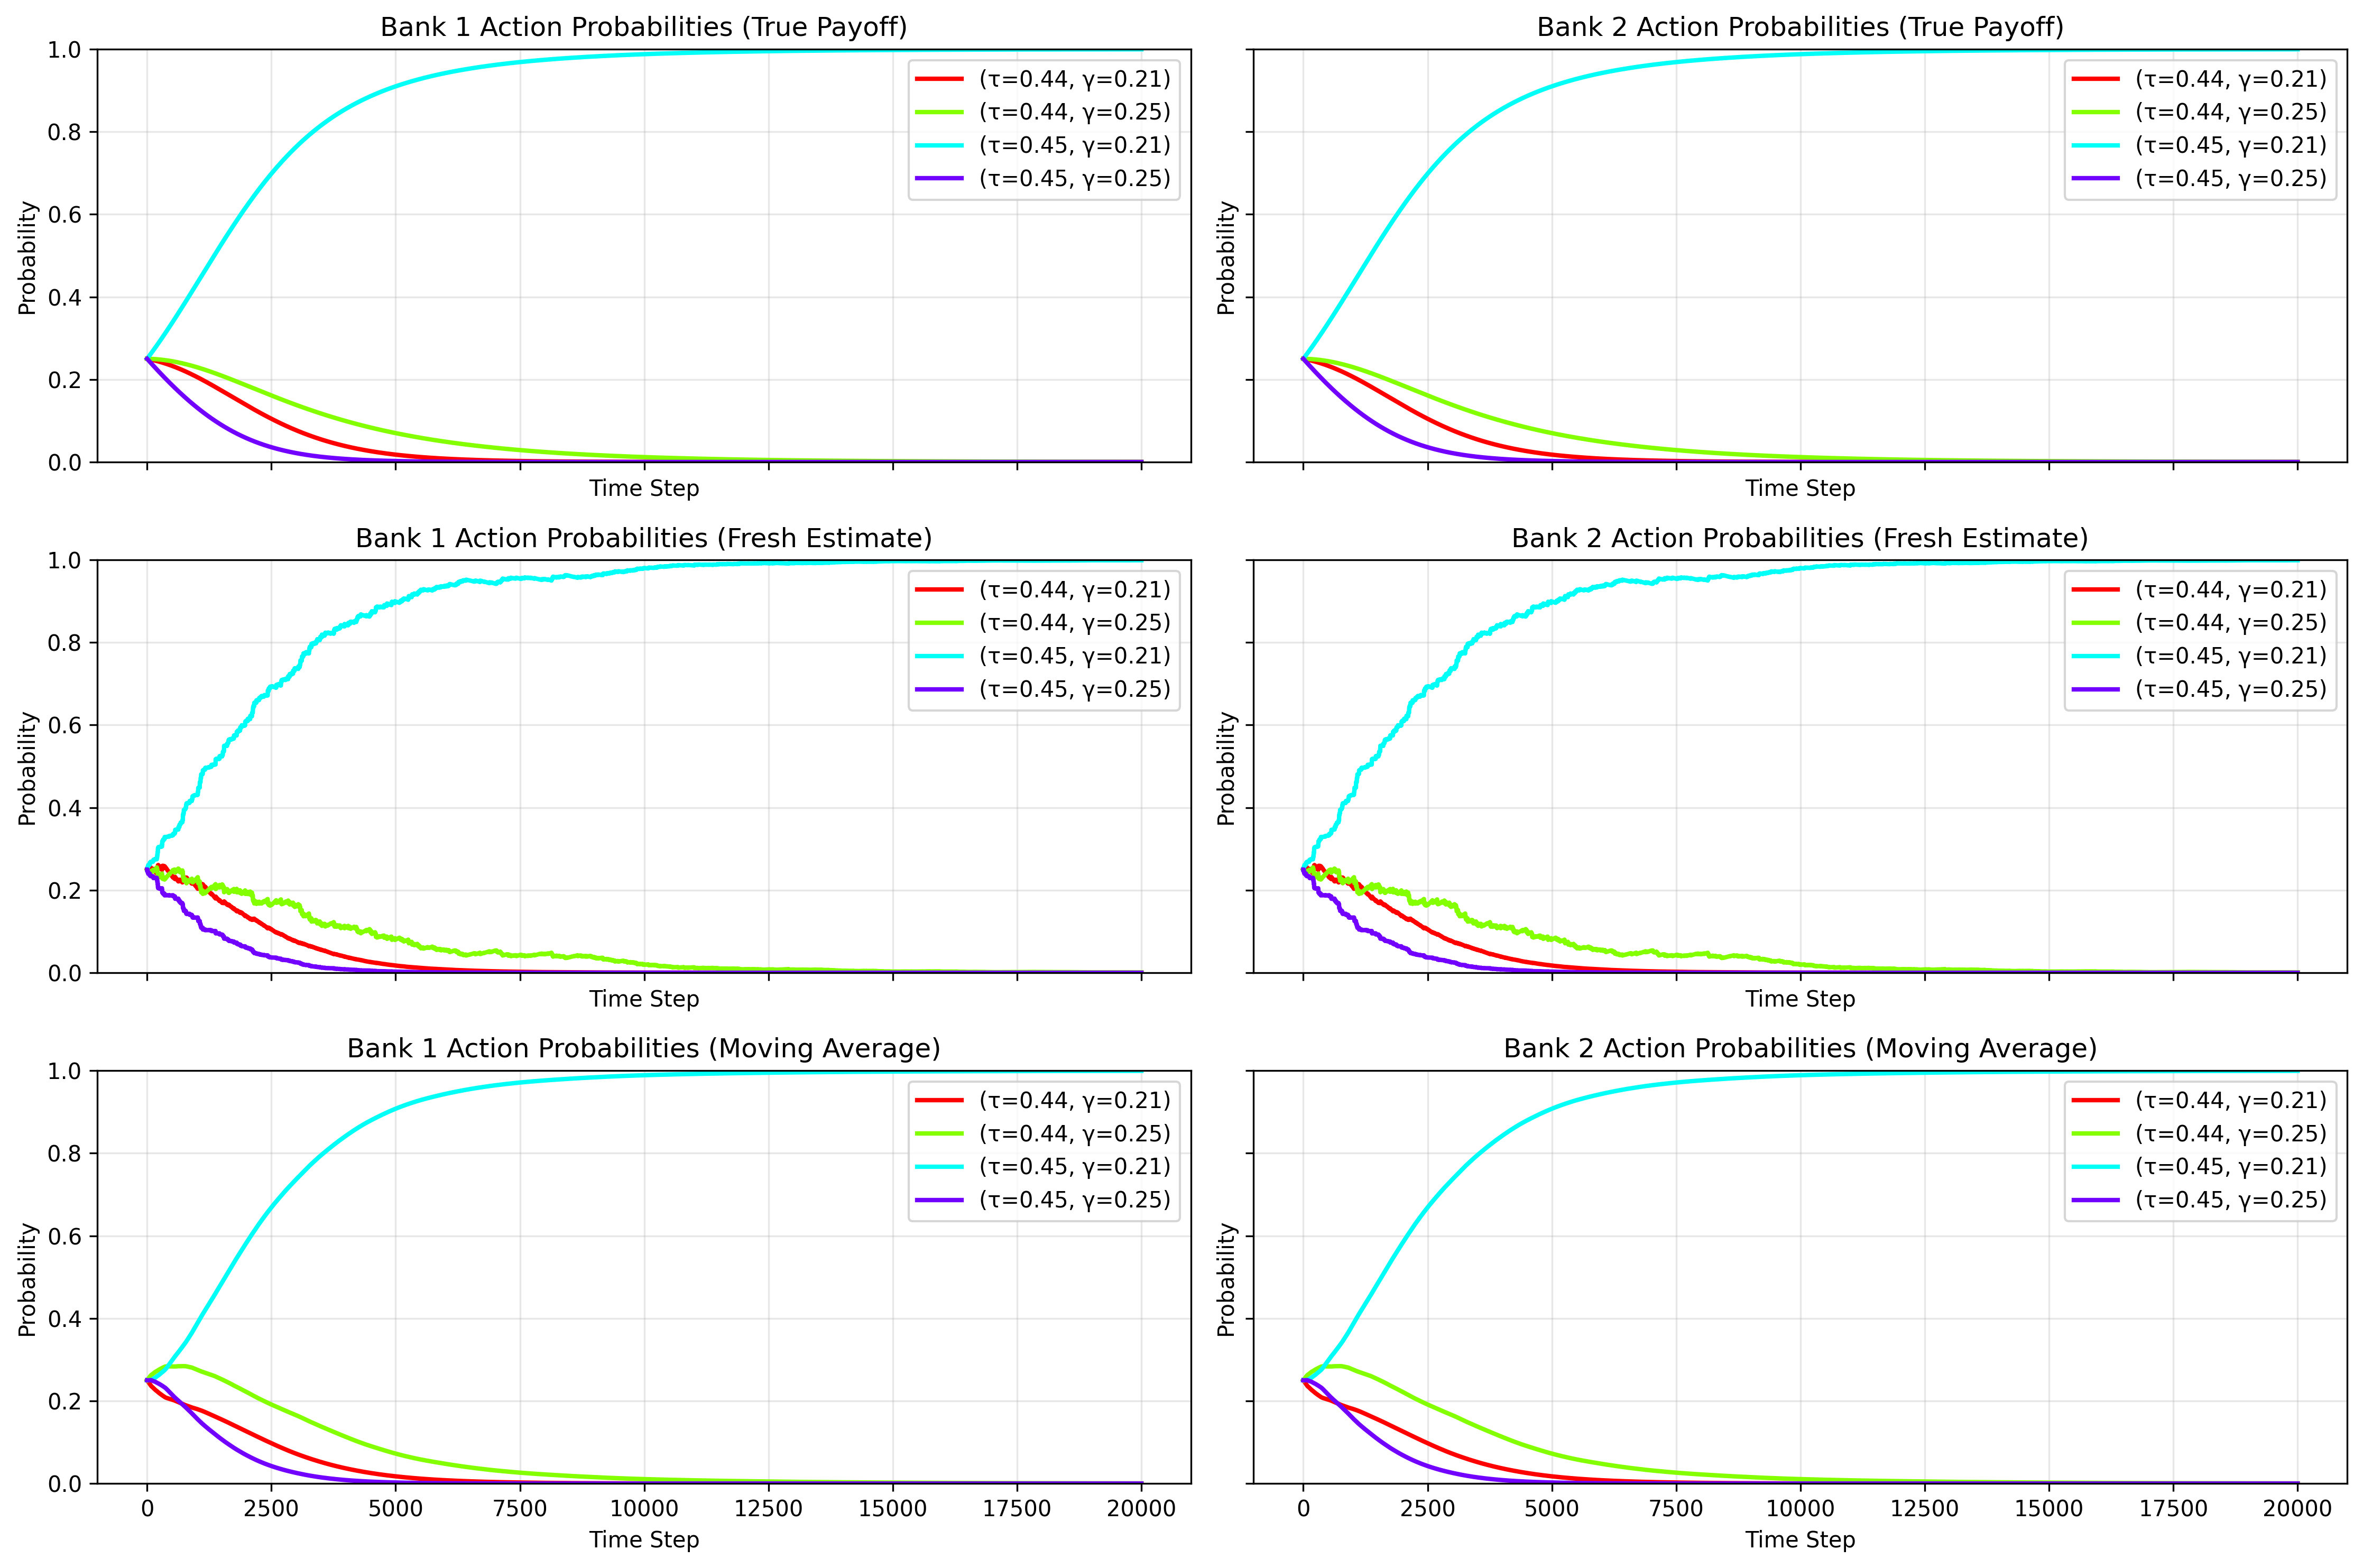 Bank 1 Action Probabilities (True Payoff)
Probability
1.0
0.8
0.6
0.4
0.2
0.0
(τ=0.44, γ=0.21)
(τ=0.44, γ=0.25)
(τ=0.45, γ=0.21)
(τ=0.45, γ=0.25)
Time Step
Bank 2 Action Probabilities (True Payoff)
Probability
(τ=0.44, γ=0.21)
(τ=0.44, γ=0.25)
(τ=0.45, γ=0.21)
(τ=0.45, γ=0.25)
Time Step
Bank 1 Action Probabilities (Fresh Estimate)
Probability
1.0
0.8
0.6
0.4
0.2
0.0
(τ=0.44, γ=0.21)
(τ=0.44, γ=0.25)
(τ=0.45, γ=0.21)
(τ=0.45, γ=0.25)
Time Step
Bank 2 Action Probabilities (Fresh Estimate)
Probability
(τ=0.44, γ=0.21)
(τ=0.44, γ=0.25)
(τ=0.45, γ=0.21)
(τ=0.45, γ=0.25)
Time Step
Bank 1 Action Probabilities (Moving Average)
Probability
1.0
0.8
0.6
0.4
0.2
0.0
(τ=0.44, γ=0.21)
(τ=0.44, γ=0.25)
(τ=0.45, γ=0.21)
(τ=0.45, γ=0.25)
0 2500 5000 7500 10000 12500 15000 17500 20000
Time Step
Bank 2 Action Probabilities (Moving Average)
Probability
(τ=0.44, γ=0.21)
(τ=0.44, γ=0.25)
(τ=0.45, γ=0.21)
(τ=0.45, γ=0.25)
0 2500 5000 7500 10000 12500 15000 17500 20000
Time Step